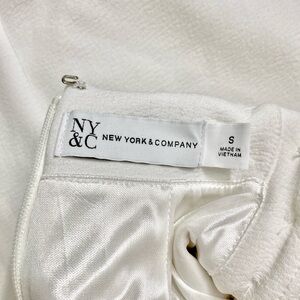 NY
&C
NEW YORK & COMPANY
S
MADE IN
VIETNAM